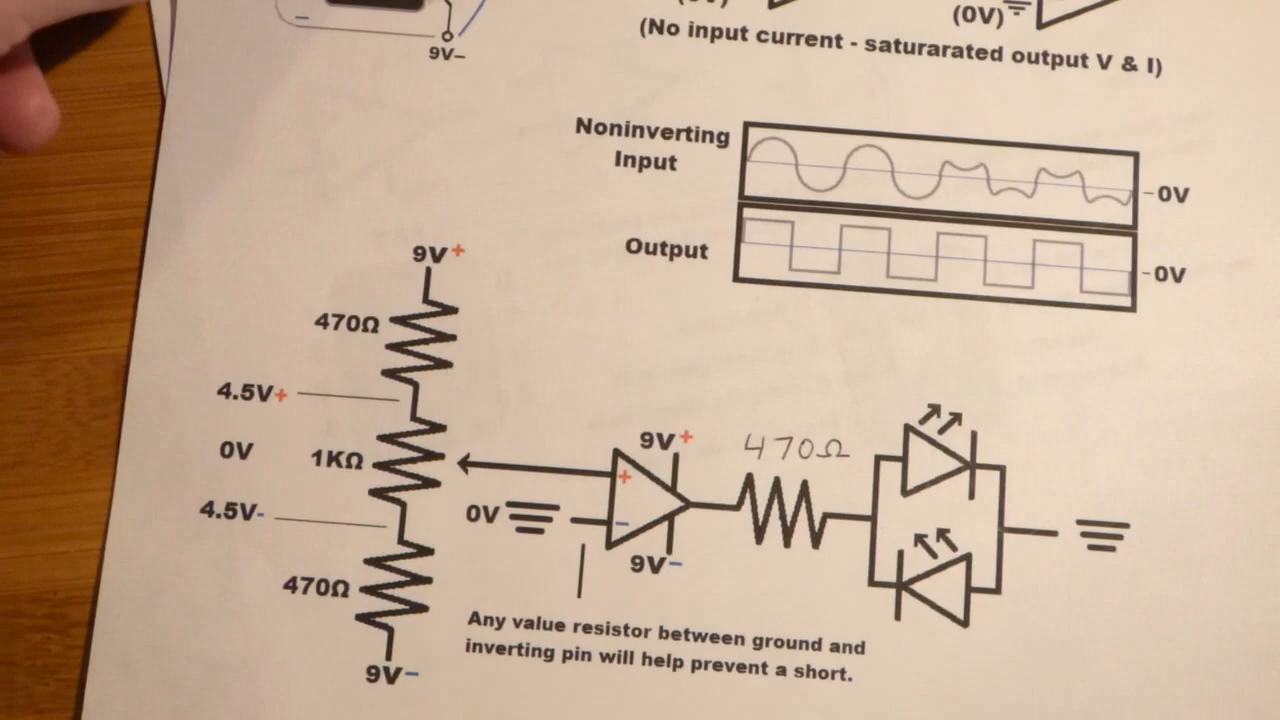 9V–
(0V)
(No input current - saturarated output V & I)
Noninverting
Input
-0V
Output
-0V
9V+
470Ω
4.5V+
0V
1KΩ
4.5V-
470Ω
9V-
9V+
470Ω
+
0V
–
9V-
Any value resistor between ground and
inverting pin will help prevent a short.